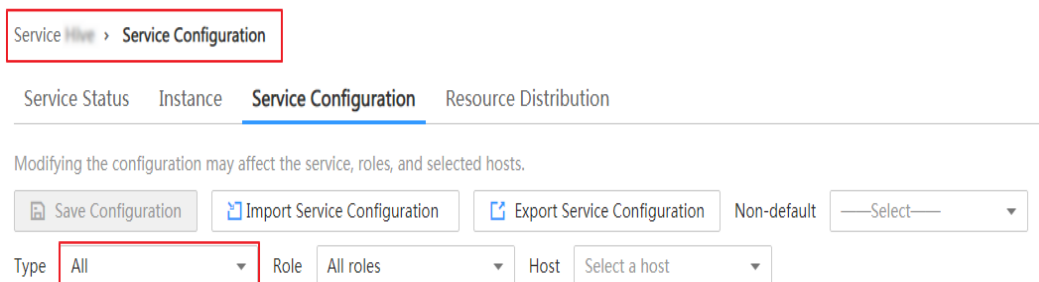 Service › Service Configuration
Service Status Instance Service Configuration Resource Distribution
Modifying the configuration may affect the service, roles, and selected hosts.
Save Configuration Import Service Configuration Export Service Configuration Non-default ——Select——
Type All Role All roles Host Select a host